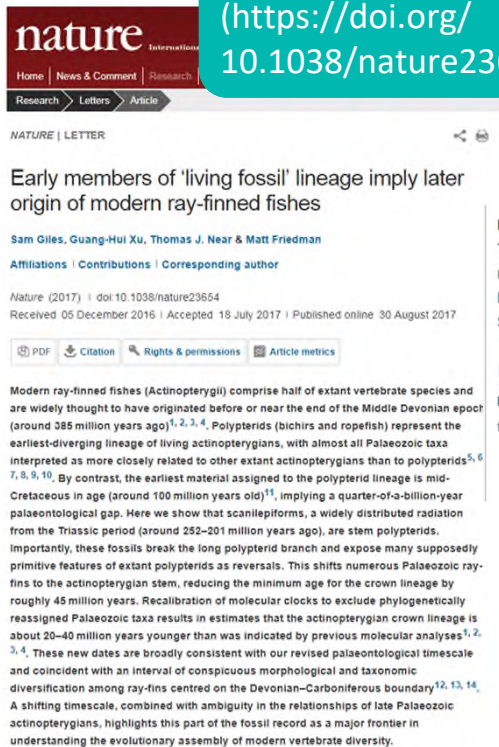 (https://doi.org/
10.1038/nature23
nature
International
Home | News & Comment | Research
Research > Letters > Article
NATURE | LETTER
Early members of ‘living fossil’ lineage imply later
origin of modern ray-finned fishes
Sam Giles, Guang-Hui Xu, Thomas J. Near & Matt Friedman
Affiliations | Contributions | Corresponding author
Nature (2017) | doi:10.1038/nature23654
Received 05 December 2016 | Accepted 18 July 2017 | Published online 30 August 2017
PDF Citation Rights & permissions Article metrics
Modern ray-finned fishes (Actinopterygii) comprise half of extant vertebrate species and
are widely thought to have originated before or near the end of the Middle Devonian epoch
(around 385 million years ago)1, 2, 3, 4. Polypterids (bichirs and ropefish) represent the
earliest-diverging lineage of living actinopterygians, with almost all Palaeozoic taxa
interpreted as more closely related to other extant actinopterygians than to polypterids5, 6
7, 8, 9, 10. By contrast, the earliest material assigned to the polypterid lineage is mid-
Cretaceous in age (around 100 million years old)11, implying a quarter-of-a-billion-year
palaeontological gap. Here we show that scanilepiforms, a widely distributed radiation
from the Triassic period (around 252–201 million years ago), are stem polypterids.
Importantly, these fossils break the long polypterid branch and expose many supposedly
primitive features of extant polypterids as reversals. This shifts numerous Palaeozoic ray-
fins to the actinopterygian stem, reducing the minimum age for the crown lineage by
roughly 45 million years. Recalibration of molecular clocks to exclude phylogenetically
reassigned Palaeozoic taxa results in estimates that the actinopterygian crown lineage is
about 20–40 million years younger than was indicated by previous molecular analyses1, 2,
3, 4. These new dates are broadly consistent with our revised palaeontological timescale
and coincident with an interval of conspicuous morphological and taxonomic
diversification among ray-fins centred on the Devonian–Carboniferous boundary12, 13, 14.
A shifting timescale, combined with ambiguity in the relationships of late Palaeozoic
actinopterygians, highlights this part of the fossil record as a major frontier in
understanding the evolutionary assembly of modern vertebrate diversity.